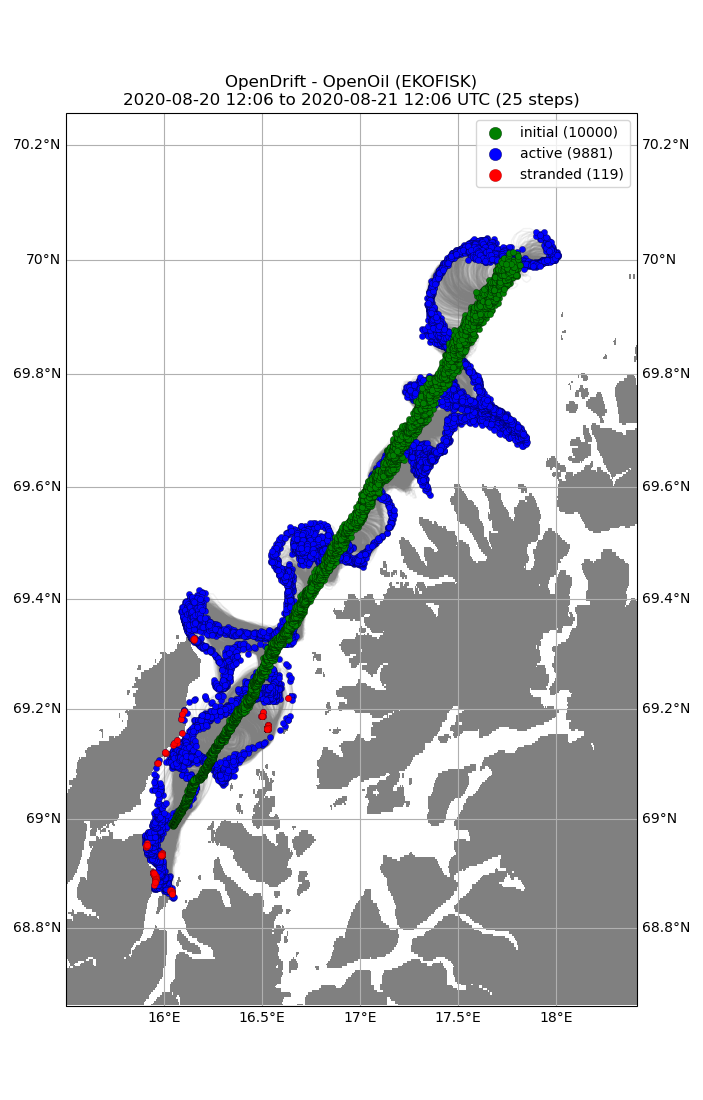 OpenDrift - OpenOil (EKOFISK)
2020-08-20 12:06 to 2020-08-21 12:06 UTC (25 steps)
initial (10000)
active (9881)
stranded (119)
70.2°N 70.2°N
70°N 70°N
69.8°N 69.8°N
69.6°N 69.6°N
69.4°N 69.4°N
69.2°N 69.2°N
69°N 69°N
68.8°N 68.8°N
16°E 16.5°E 17°E 17.5°E 18°E